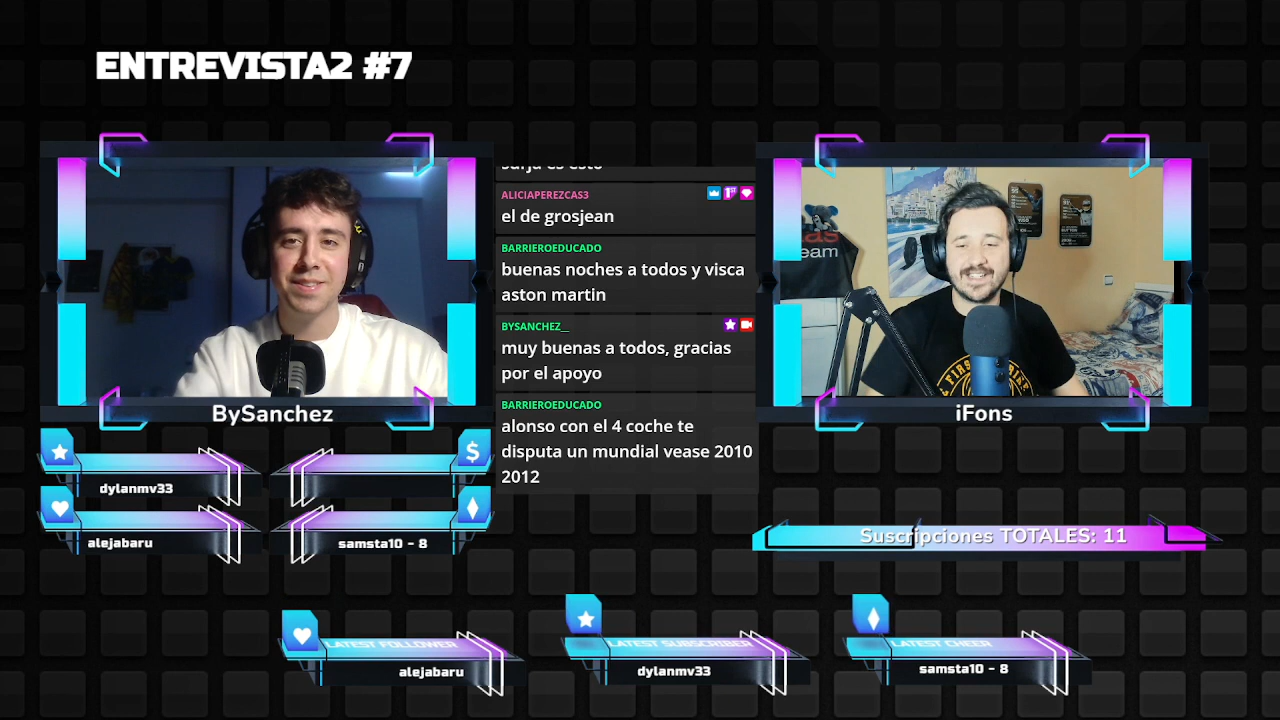 ENTREVISTA2 #7
ALICIAPEREZCAS3
el de grosjean
BARRIEROEDUCADO
buenas noches a todos y visca
aston martin
BYSANCHEZ__
muy buenas a todos, gracias
por el apoyo
BARRIEROEDUCADO
alonso con el 4 coche te
disputa un mundial vease 2010
2012
BySanchez
iFons
dylanmv33
alejabaru
samsta10 - 8
Suscripciones TOTALES: 11
LATEST FOLLOWER
alejabaru
LATEST SUBSCRIBER
dylanmv33
LATEST CHEER
samsta10 - 8
eam